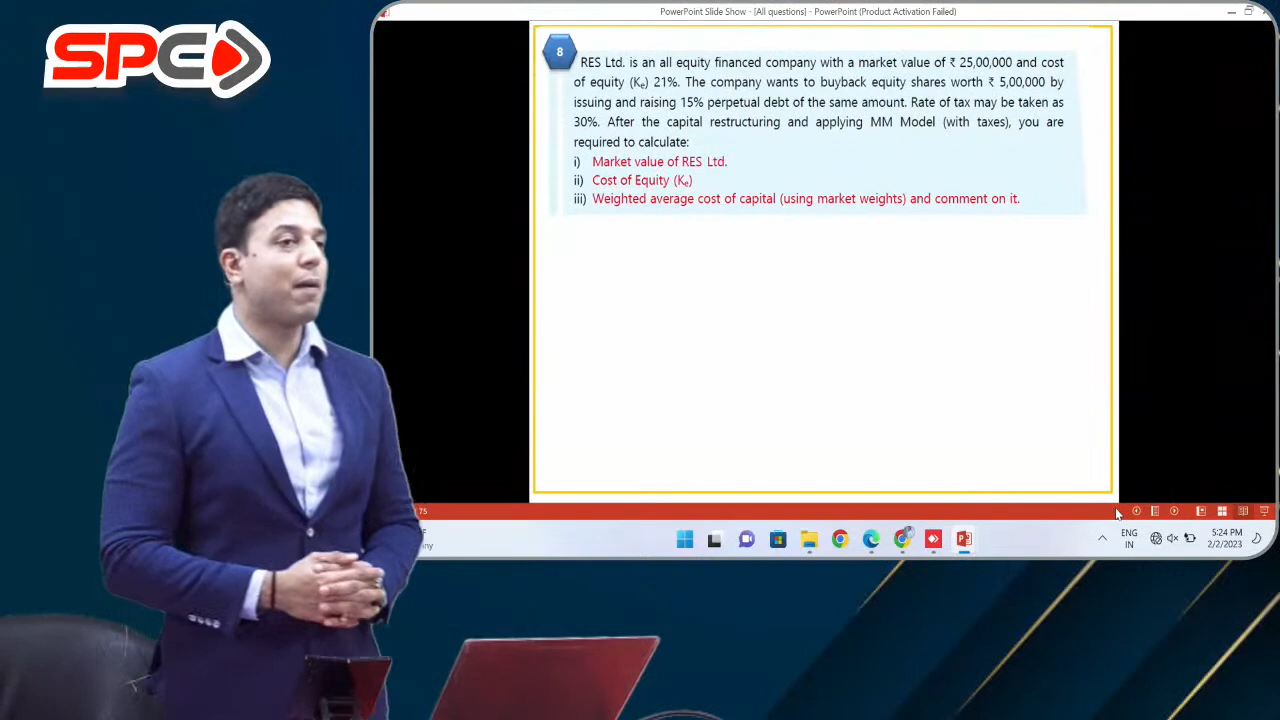 PowerPoint Slide Show - [All questions] - PowerPoint (Product Activation Failed)
SPC
8
RES Ltd. is an all equity financed company with a market value of ₹ 25,00,000 and cost
of equity (Ke) 21%. The company wants to buyback equity shares worth ₹ 5,00,000 by
issuing and raising 15% perpetual debt of the same amount. Rate of tax may be taken as
30%. After the capital restructuring and applying MM Model (with taxes), you are
required to calculate:
i) Market value of RES Ltd.
ii) Cost of Equity (Ke)
iii) Weighted average cost of capital (using market weights) and comment on it.
75
ENG
IN
5:24 PM
2/2/2023